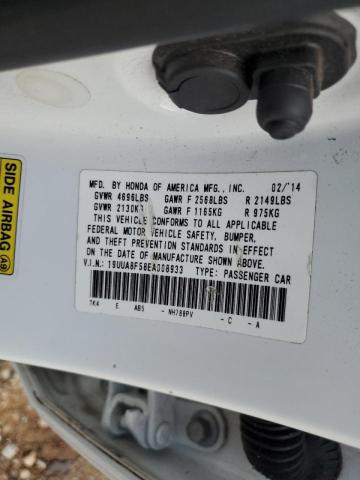 MFD. BY HONDA OF AMERICA MFG., INC. 02/'14
GVWR 4696LBS GAWR F 2568LBS R 2149LBS
GVWR 2130KG GAWR F 1165KG R 975KG
THIS VEHICLE CONFORMS TO ALL APPLICABLE
FEDERAL MOTOR VEHICLE SAFETY, BUMPER,
AND THEFT PREVENTION STANDARDS IN EFFECT
ON THE DATE OF MANUFACTURE SHOWN ABOVE.
V.I.N.: 19UUA8F58EA008933 TYPE: PASSENGER CAR
TK4 E AB5 - NH788PV - C - A
SIDE AIRBAG